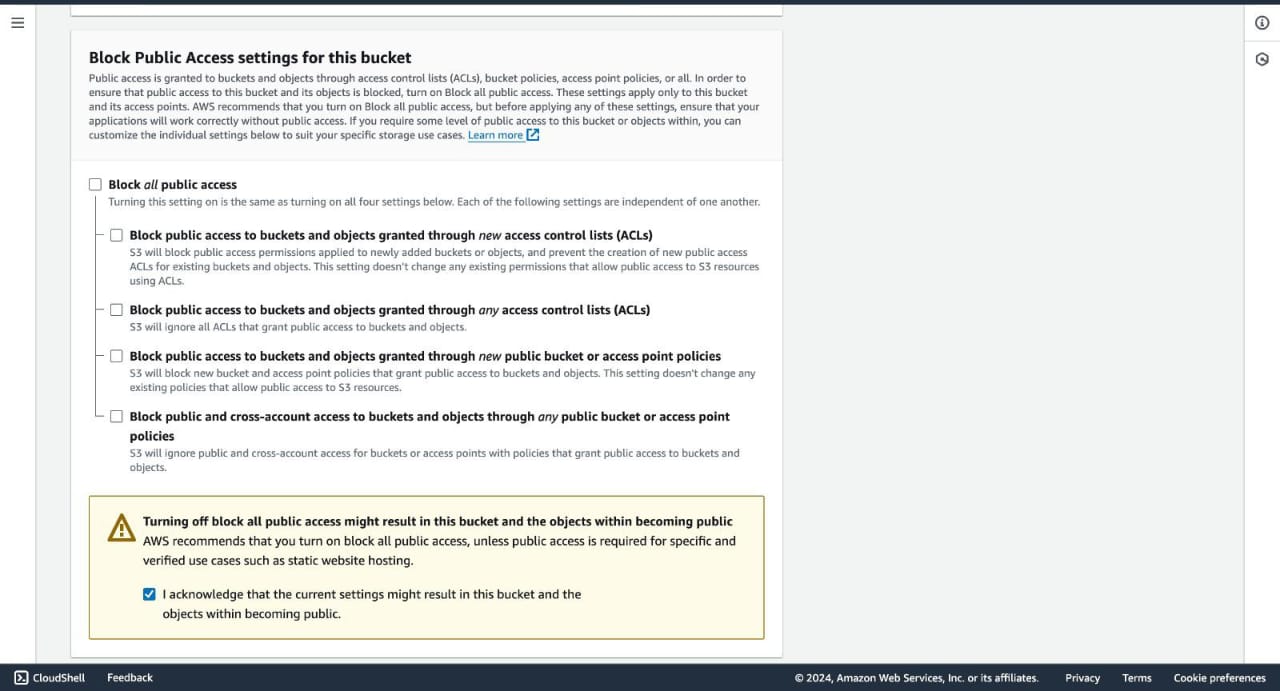 Block Public Access settings for this bucket
Public access is granted to buckets and objects through access control lists (ACLs), bucket policies, access point policies, or all. In order to
ensure that public access to this bucket and its objects is blocked, turn on Block all public access. These settings apply only to this bucket
and its access points. AWS recommends that you turn on Block all public access, but before applying any of these settings, ensure that your
applications will work correctly without public access. If you require some level of public access to this bucket or objects within, you can
customize the individual settings below to suit your specific storage use cases. Learn more
Block all public access
Turning this setting on is the same as turning on all four settings below. Each of the following settings are independent of one another.
Block public access to buckets and objects granted through new access control lists (ACLs)
S3 will block public access permissions applied to newly added buckets or objects, and prevent the creation of new public access
ACLs for existing buckets and objects. This setting doesn't change any existing permissions that allow public access to S3 resources
using ACLs.
Block public access to buckets and objects granted through any access control lists (ACLs)
S3 will ignore all ACLs that grant public access to buckets and objects.
Block public access to buckets and objects granted through new public bucket or access point policies
S3 will block new bucket and access point policies that grant public access to buckets and objects. This setting doesn't change any
existing policies that allow public access to S3 resources.
Block public and cross-account access to buckets and objects through any public bucket or access point
policies
S3 will ignore public and cross-account access for buckets or access points with policies that grant public access to buckets and
objects.
Turning off block all public access might result in this bucket and the objects within becoming public
AWS recommends that you turn on block all public access, unless public access is required for specific and
verified use cases such as static website hosting.
I acknowledge that the current settings might result in this bucket and the
objects within becoming public.
CloudShell Feedback © 2024, Amazon Web Services, Inc. or its affiliates. Privacy Terms Cookie preferences